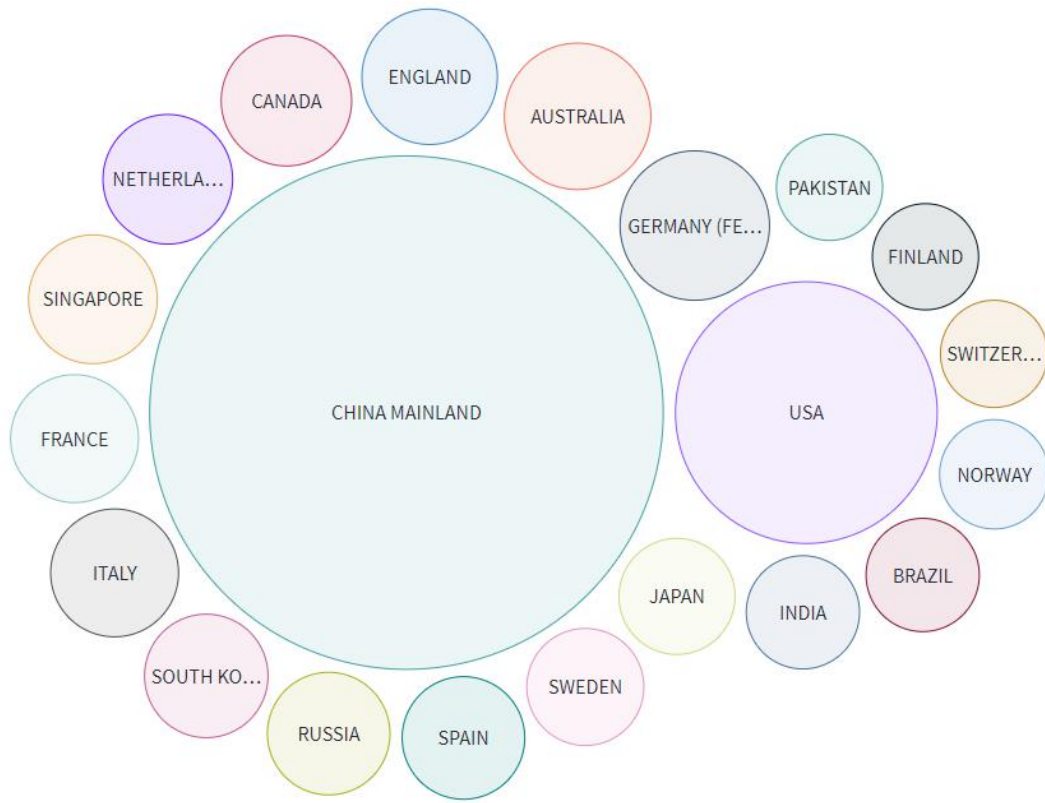 ENGLAND
CANADA
AUSTRALIA
NETHERLA...
PAKISTAN
GERMANY (FE...
FINLAND
SINGAPORE
SWITZER...
CHINA MAINLAND
USA
FRANCE
NORWAY
ITALY
BRAZIL
JAPAN
INDIA
SOUTH KO...
SWEDEN
RUSSIA
SPAIN